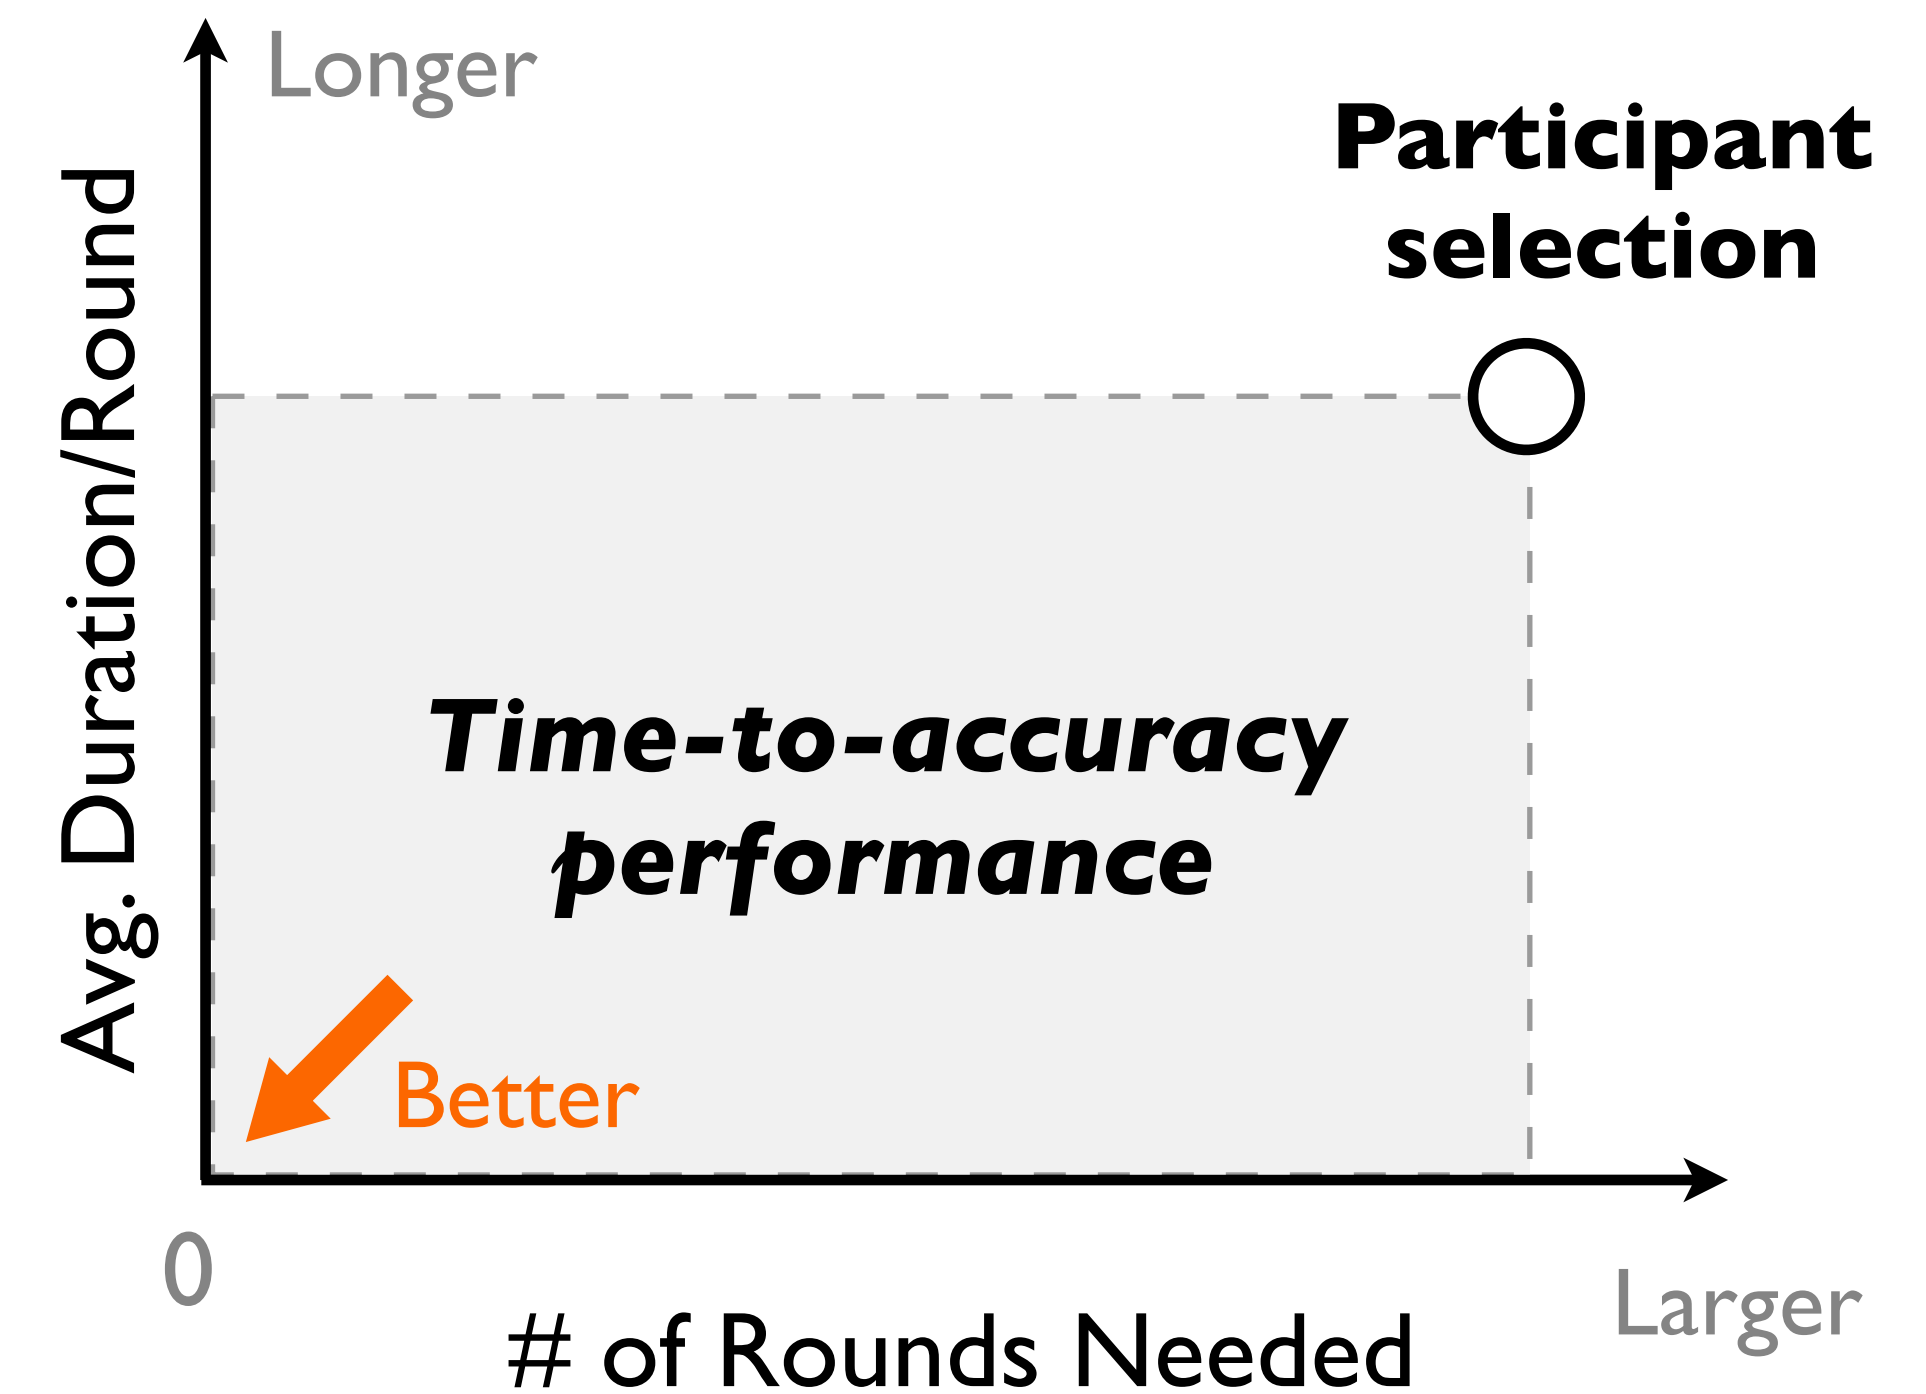 Longer
Participant
selection
Avg. Duration/Round
Time-to-accuracy
performance
Better
0
Larger
# of Rounds Needed